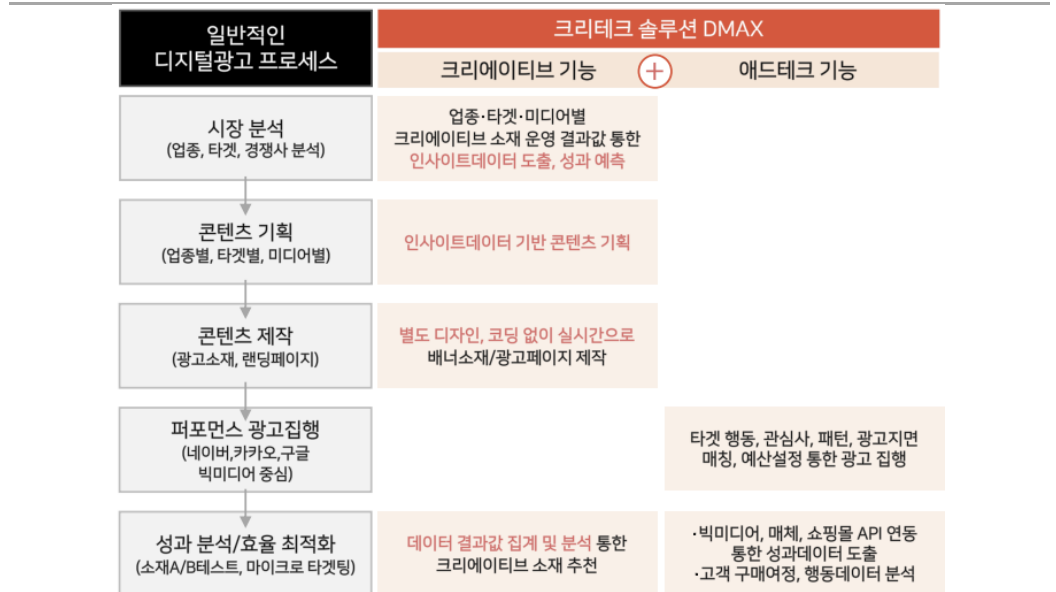 일반적인
디지털광고 프로세스
크리테크 솔루션 DMAX
크리에이티브 기능
+
애드테크 기능
시장 분석
(업종, 타겟, 경쟁사 분석)
업종·타겟·미디어별
크리에이티브 소재 운영 결과값 통한
인사이트데이터 도출, 성과 예측
콘텐츠 기획
(업종별, 타겟별, 미디어별)
인사이트데이터 기반 콘텐츠 기획
콘텐츠 제작
(광고소재, 랜딩페이지)
별도 디자인, 코딩 없이 실시간으로
배너소재/광고페이지 제작
퍼포먼스 광고집행
(네이버,카카오,구글
빅미디어 중심)
타겟 행동, 관심사, 패턴, 광고지면
매칭, 예산설정 통한 광고 집행
성과 분석/효율 최적화
(소재A/B테스트, 마이크로 타겟팅)
데이터 결과값 집계 및 분석 통한
크리에이티브 소재 추천
·빅미디어, 매체, 쇼핑몰 API 연동
통한 성과데이터 도출
·고객 구매여정, 행동데이터 분석